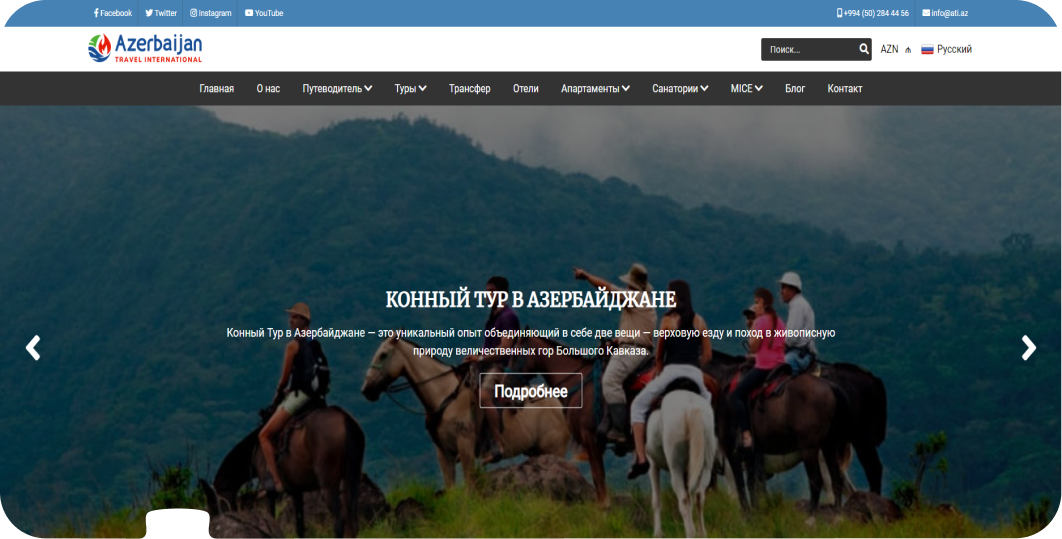 Facebook Twitter Instagram YouTube +994 (50) 284 44 56 info@ati.az
Azerbaijan
TRAVEL INTERNATIONAL
Поиск... AZN ₼ Русский
Главная О нас Путеводитель Туры Трансфер Отели Апартаменты Санатории MICE Блог Контакт
КОННЫЙ ТУР В АЗЕРБАЙДЖАНЕ
Конный Тур в Азербайджане — это уникальный опыт объединяющий в себе две вещи — верховую езду и поход в живописную
природу величественных гор Большого Кавказа.
Подробнее